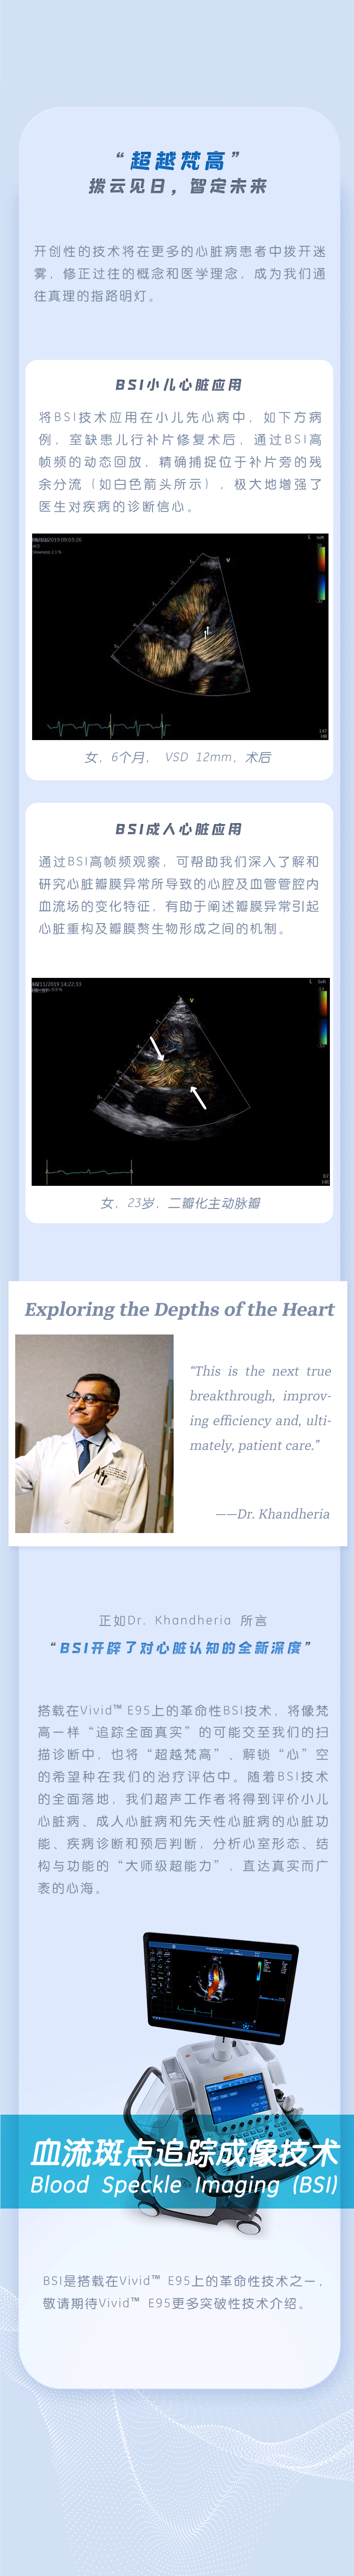 “超越梵高”
拨云见日，智定未来
开创性的技术将在更多的心脏病患者中拨开迷
雾，修正过往的概念和医学理念，成为我们通
往真理的指路明灯。
BSI小儿心脏应用
将BSI技术应用在小儿先心病中，如下方病
例，室缺患儿行补片修复术后，通过BSI高
帧频的动态回放，精确捕捉位于补片旁的残
余分流（如白色箭头所示），极大地增强了
医生对疾病的诊断信心。
女，6个月， VSD 12mm，术后
BSI成人心脏应用
通过BSI高帧频观察，可帮助我们深入了解和
研究心脏瓣膜异常所导致的心腔及血管管腔内
血流场的变化特征，有助于阐述瓣膜异常引起
心脏重构及瓣膜赘生物形成之间的机制。
女，23岁，二瓣化主动脉瓣
Exploring the Depths of the Heart
“This is the next true
breakthrough, improv-
ing efficiency and, ulti-
mately, patient care.”
——Dr. Khandheria
正如Dr. Khandheria 所言
“BSI开辟了对心脏认知的全新深度”
搭载在Vivid™ E95上的革命性BSI技术，将像梵
高一样“追踪全面真实”的可能交至我们的扫
描诊断中，也将“超越梵高”、解锁“心”空
的希望种在我们的治疗评估中。随着BSI技术
的全面落地，我们超声工作者将得到评价小儿
心脏病、成人心脏病和先天性心脏病的心脏功
能、疾病诊断和预后判断，分析心室形态、结
构与功能的“大师级超能力”，直达真实而广
袤的心海。
血流斑点追踪成像技术
Blood Speckle Imaging (BSI)
BSI是搭载在Vivid™ E95上的革命性技术之一，
敬请期待Vivid™ E95更多突破性技术介绍。